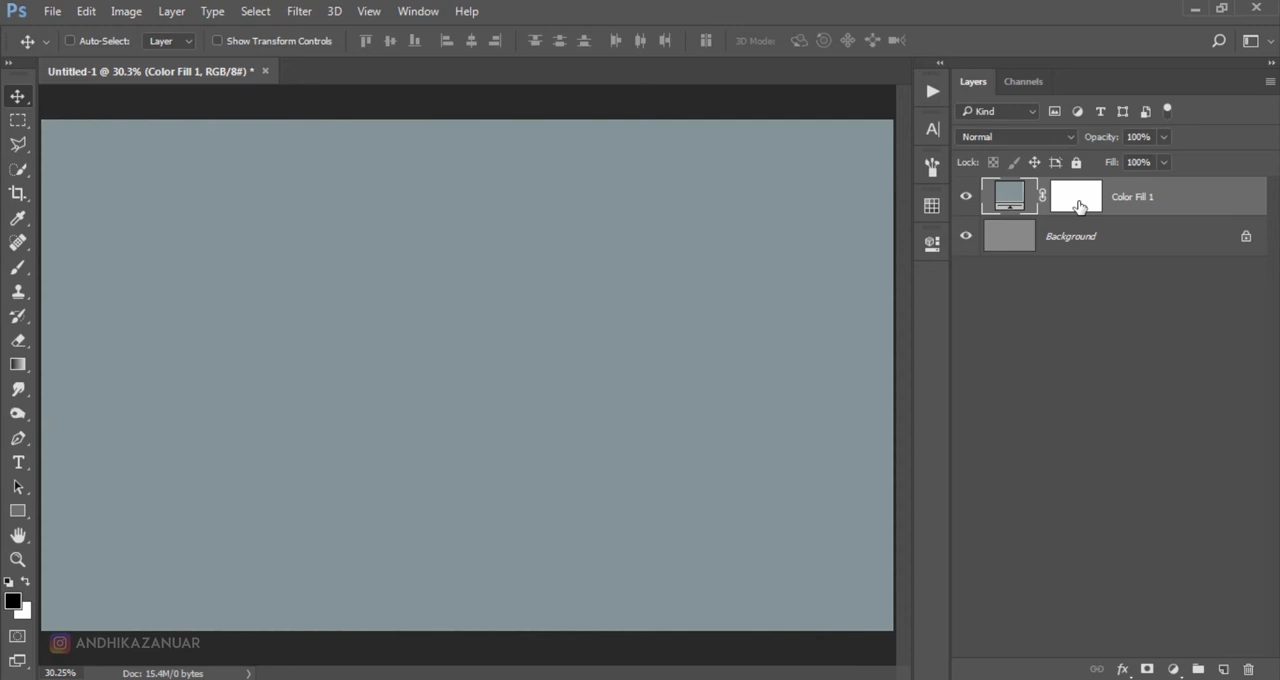 Ps File Edit Image Layer Type Select Filter 3D View Window Help
Auto-Select: Layer Show Transform Controls 3D Mode:
Untitled-1 @ 30.3% (Color Fill 1, RGB/8#) * ×
Layers Channels
Kind
Normal Opacity: 100%
Lock: Fill: 100%
Color Fill 1
Background
ANDHIKAZANUAR
30.25% Doc: 15.4M/0 bytes